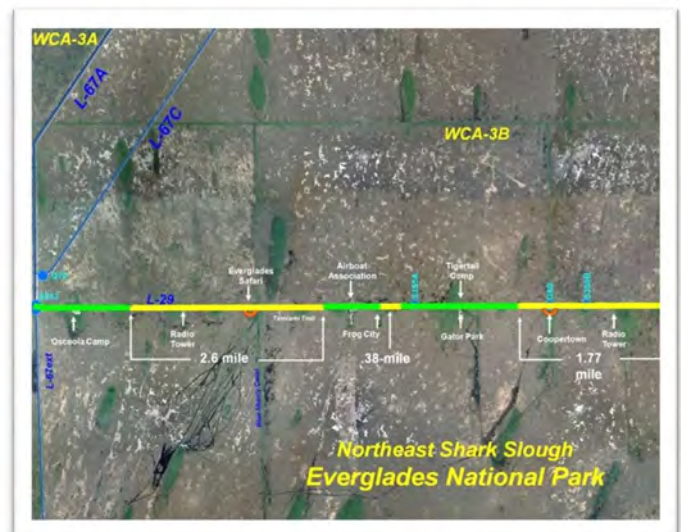 WCA-3A
L-67A
L-67C
WCA-3B
Everglades
Safari
Airboat
Association
Tigertail
Camp
L-29
Tamiami Trail
Osceola Camp
Radio
Tower
Frog City
Gator Park
Coopertown
Radio
Tower
2.6 mile
.38-mile
1.77
mile
L-67ext
Northeast Shark Slough
Everglades National Park